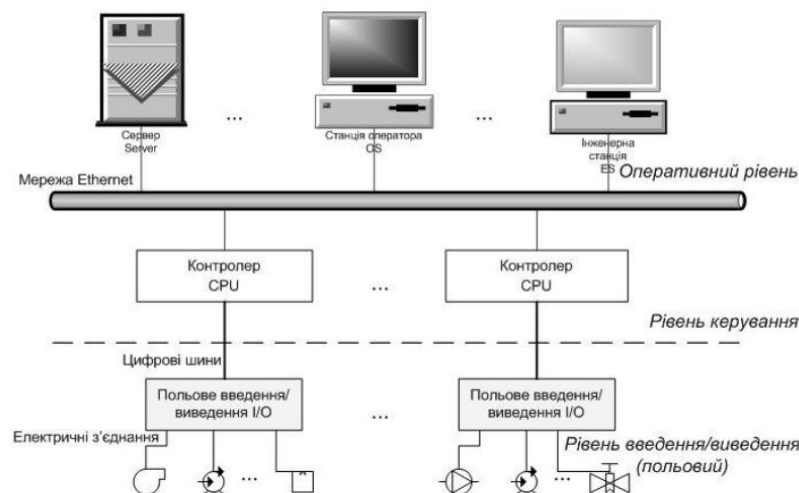 Сервер
Server
...
Станція оператора
OS
...
Інженерна
станція
ES
Оперативний рівень
Мережа Ethernet
Контролер
CPU
...
Контролер
CPU
Рівень керування
Цифрові шини
Польове введення/
виведення I/O
...
Польове введення/
виведення I/O
Електричні з'єднання
Рівень введення/виведення
(польовий)
...
...